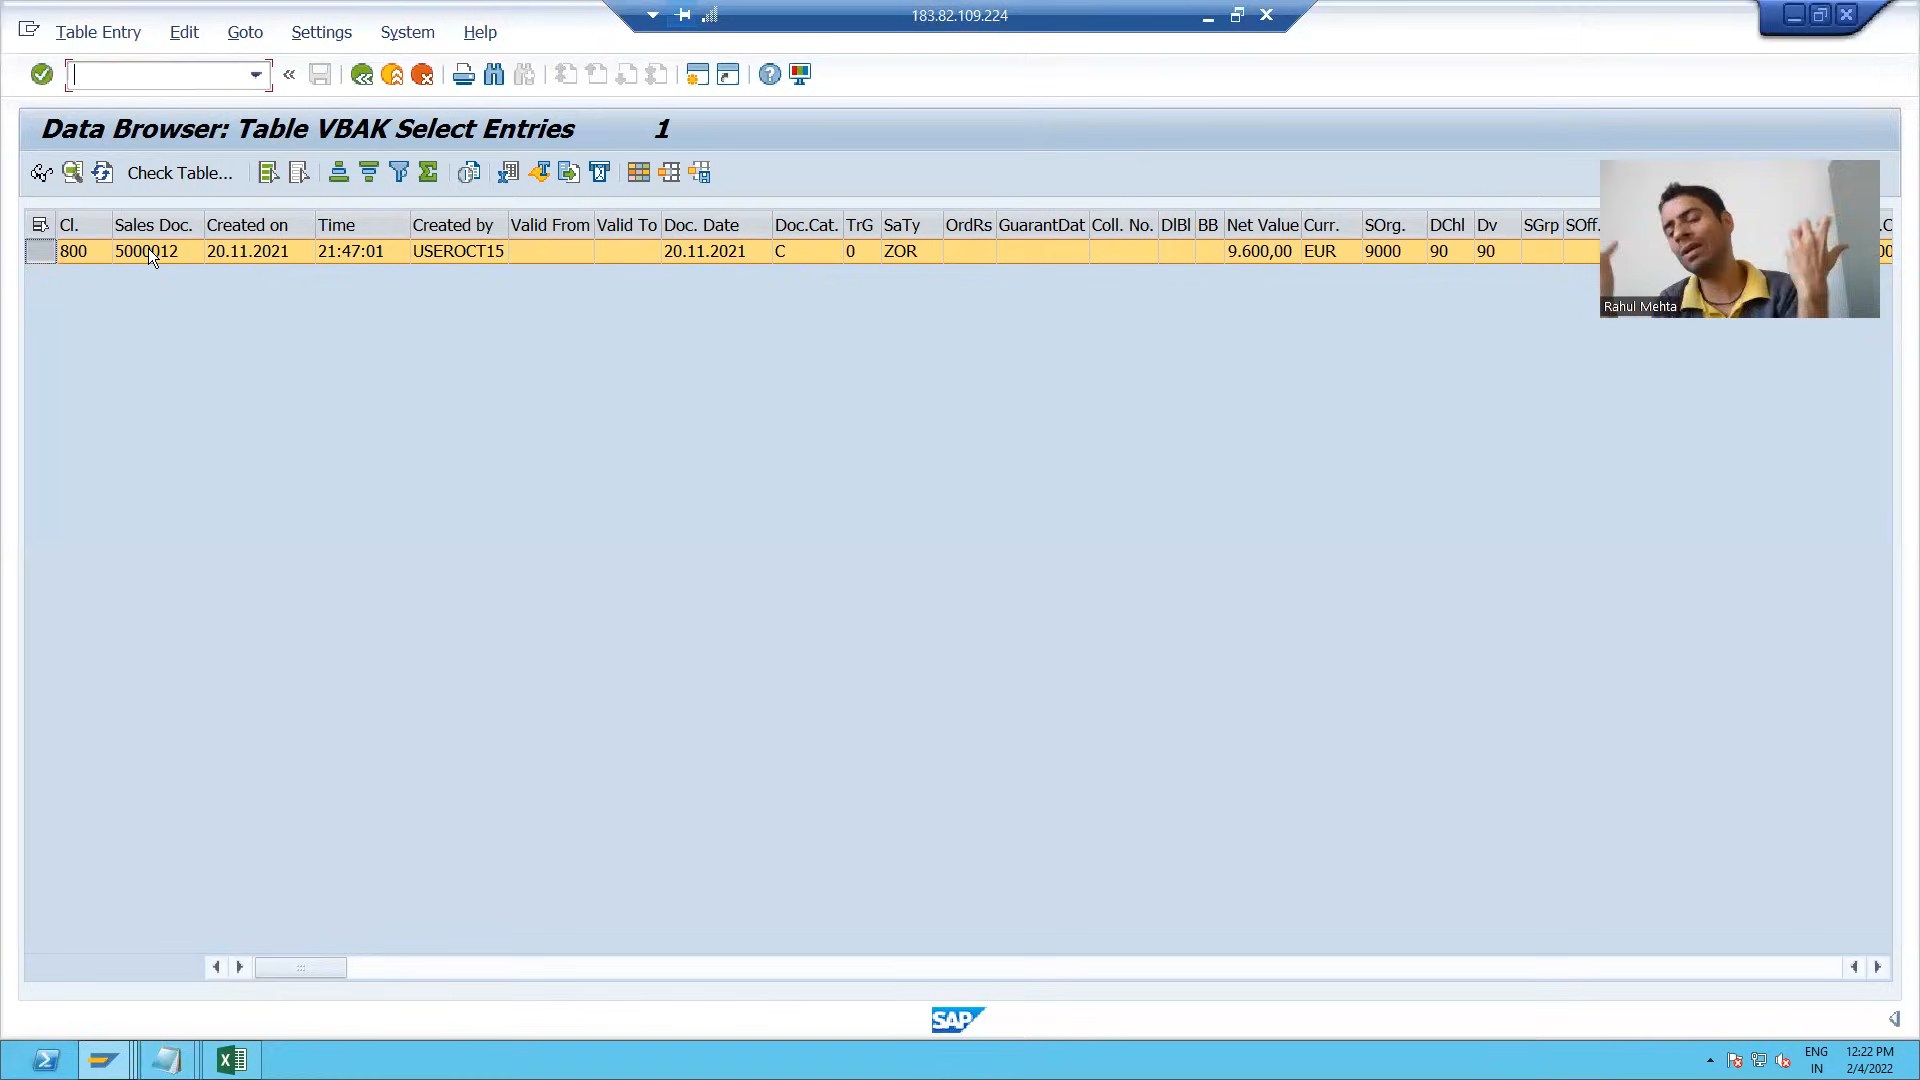 183.82.109.224
Table Entry Edit Goto Settings System Help
Data Browser: Table VBAK Select Entries 1
Check Table...
Cl. Sales Doc. Created on Time Created by Valid From Valid To Doc. Date Doc.Cat. TrG SaTy OrdRs GuarantDat Coll. No. DlBl BB Net Value Curr. SOrg. DChl Dv SGrp SOff.
800 5000012 20.11.2021 21:47:01 USEROCT15 20.11.2021 C 0 ZOR 9.600,00 EUR 9000 90 90
Rahul Mehta
SAP
ENG 12:22 PM
IN 2/4/2022